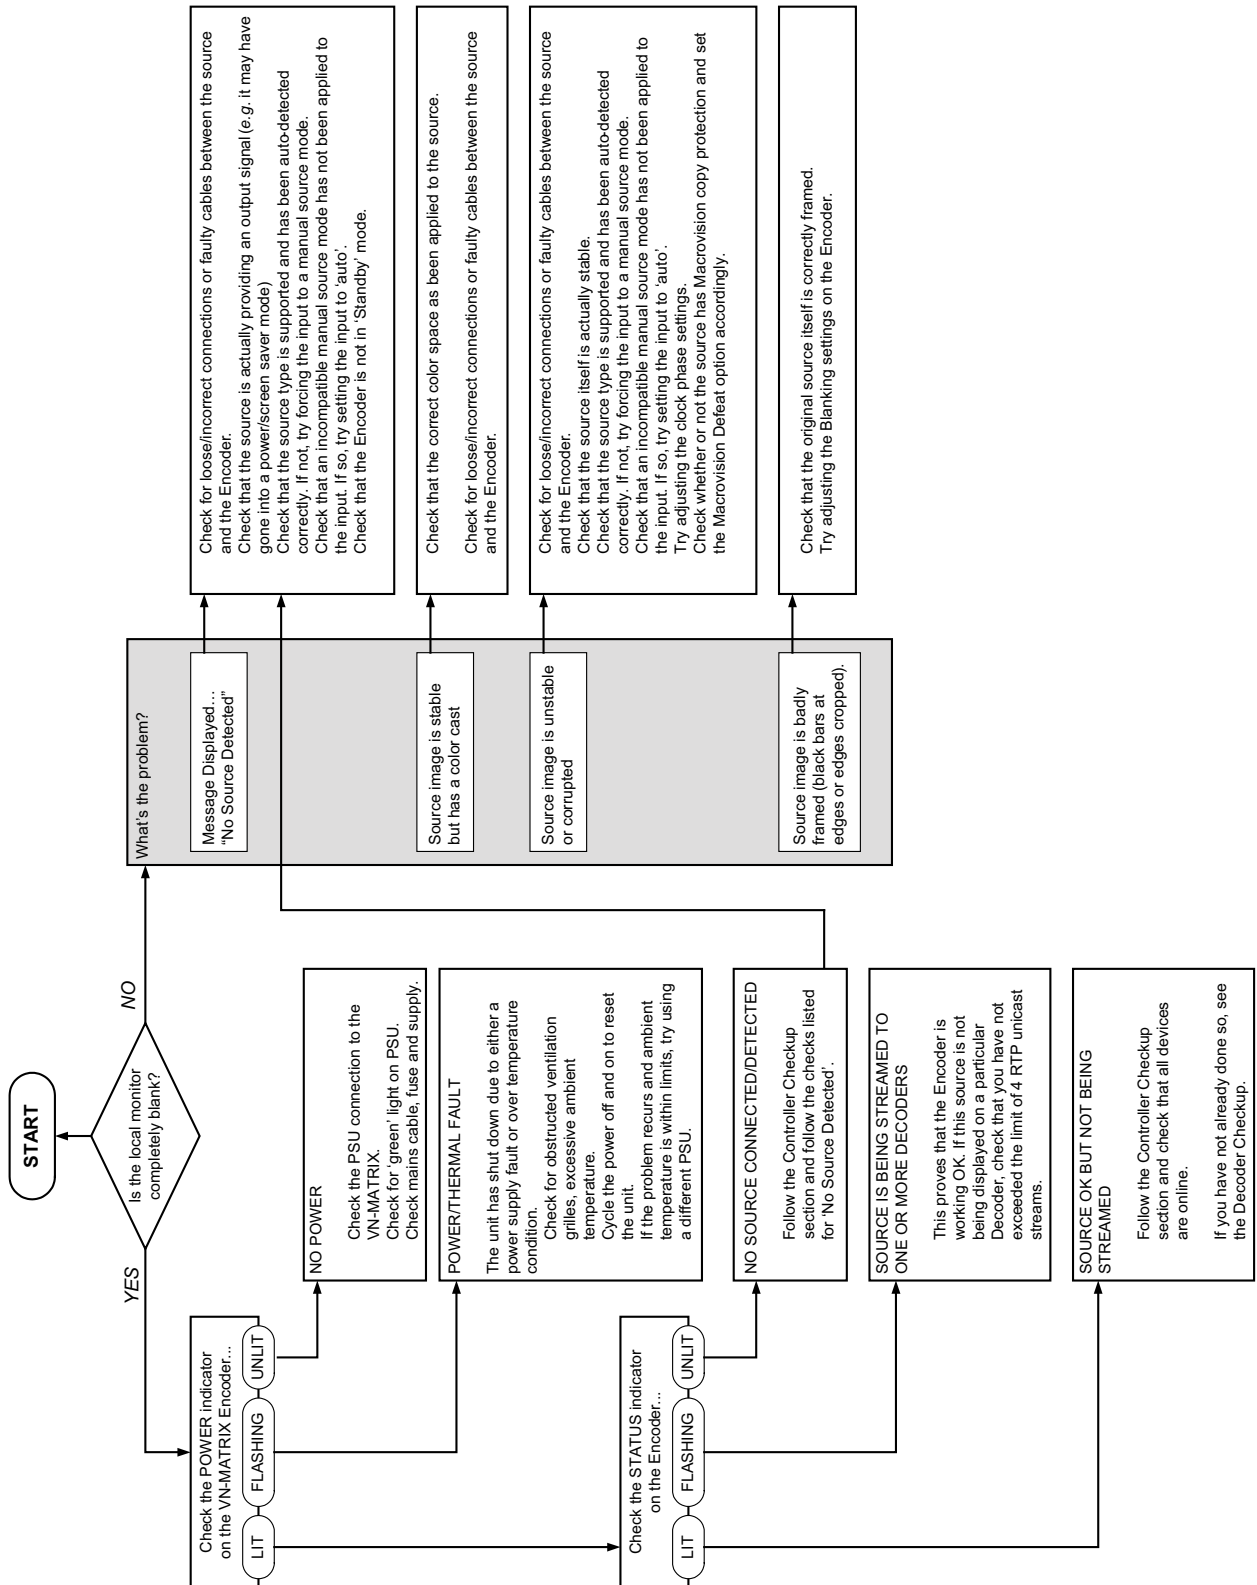 START
Is the local monitor
completely blank?
YES
NO
Check the POWER indicator
on the VN-MATRIX Encoder...
LIT
FLASHING
UNLIT
NO POWER
Check the PSU connection to the
VN-MATRIX.
Check for ‘green’ light on PSU.
Check mains cable, fuse and supply.
POWER/THERMAL FAULT
The unit has shut down due to either a
power supply fault or over temperature
condition.
Check for obstructed ventilation
grilles, excessive ambient
temperature.
Cycle the power off and on to reset
the unit.
If the problem recurs and ambient
temperature is within limits, try using
a different PSU.
Check the STATUS indicator
on the Encoder...
LIT
FLASHING
UNLIT
NO SOURCE CONNECTED/DETECTED
Follow the Controller Checkup
section and follow the checks listed
for ‘No Source Detected’.
SOURCE IS BEING STREAMED TO
ONE OR MORE DECODERS
This proves that the Encoder is
working OK. If this source is not
being displayed on a particular
Decoder, check that you have not
exceeded the limit of 4 RTP unicast
streams.
SOURCE OK BUT NOT BEING
STREAMED
Follow the Controller Checkup
section and check that all devices
are online.
If you have not already done so, see
the Decoder Checkup.
What’s the problem?
Message Displayed…
“No Source Detected”
Check for loose/incorrect connections or faulty cables between the source
and the Encoder.
Check that the source is actually providing an output signal (e.g. it may have
gone into a power/screen saver mode)
Check that the source type is supported and has been auto-detected
correctly. If not, try forcing the input to a manual source mode.
Check that an incompatible manual source mode has not been applied to
the input. If so, try setting the input to ‘auto’.
Check that the Encoder is not in ‘Standby’ mode.
Source image is stable
but has a color cast
Check that the correct color space as been applied to the source.
Check for loose/incorrect connections or faulty cables between the source
and the Encoder.
Source image is unstable
or corrupted
Check for loose/incorrect connections or faulty cables between the source
and the Encoder.
Check that the source itself is actually stable.
Check that the source type is supported and has been auto-detected
correctly. If not, try forcing the input to a manual source mode.
Check that an incompatible manual source mode has not been applied to
the input. If so, try setting the input to ‘auto’.
Try adjusting the clock phase settings.
Check whether or not the source has Macrovision copy protection and set
the Macrovision Defeat option accordingly.
Source image is badly
framed (black bars at
edges or edges cropped).
Check that the original source itself is correctly framed.
Try adjusting the Blanking settings on the Encoder.